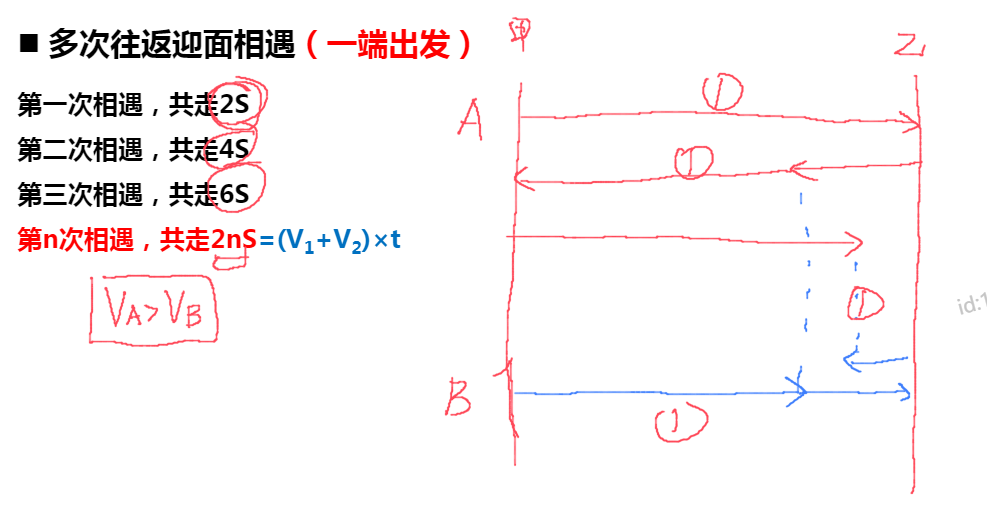 ■ 多次往返迎面相遇（一端出发）
第一次相遇，共走2S
第二次相遇，共走4S
第三次相遇，共走6S
第n次相遇，共走2nS=(V₁+V₂)×t
V_A>V_B
甲
乙
A
①
①
①
B
①
id:1